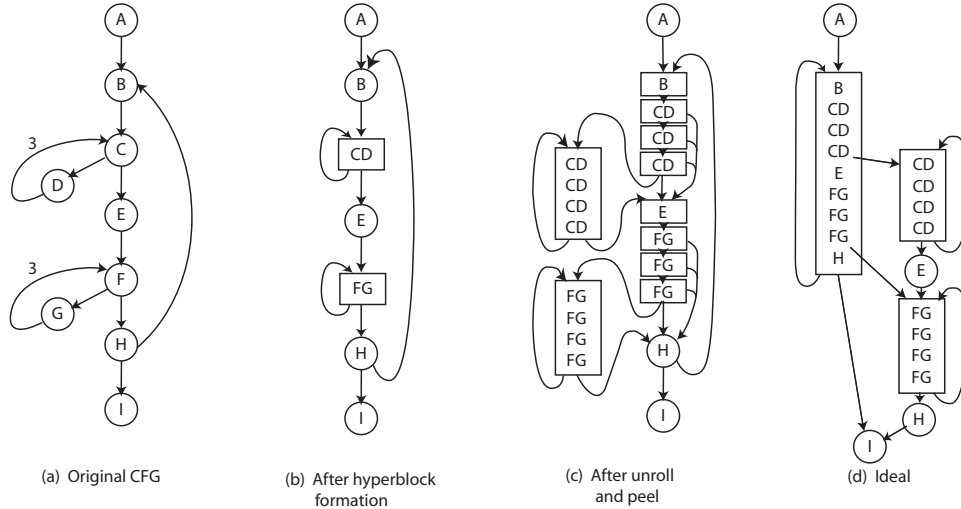 A
B
3
C
D
E
3
F
G
H
I
(a) Original CFG
A
B
CD
E
FG
H
I
(b) After hyperblock
formation
A
B
CD
CD
CD
CD
CD
CD
CD
E
FG
FG
FG
FG
FG
FG
FG
H
I
(c) After unroll
and peel
A
B
CD
CD
CD
E
FG
FG
FG
H
CD
CD
CD
CD
E
FG
FG
FG
FG
H
I
(d) Ideal